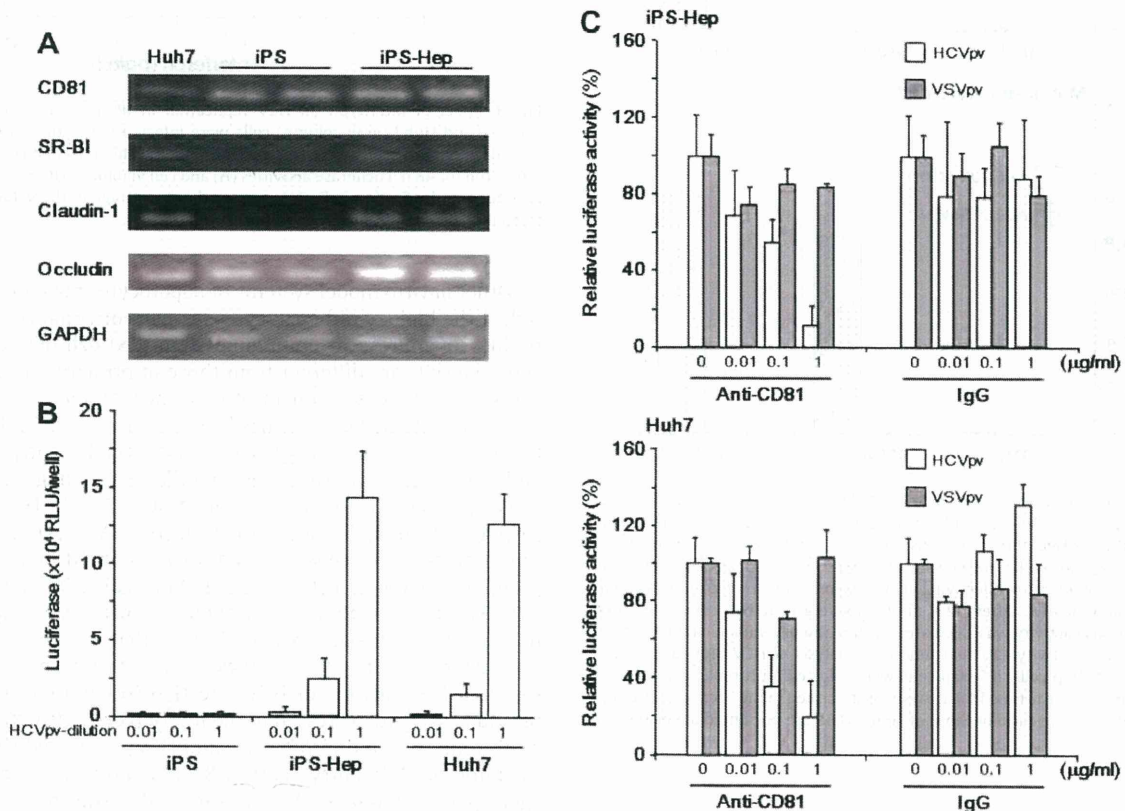 A
Huh7 iPS iPS-Hep
CD81
SR-BI
Claudin-1
Occludin
GAPDH
B
Luciferase (x10⁴ RLU/well)
20
15
10
5
0
HCVpv-dilution 0.01 0.1 1 0.01 0.1 1 0.01 0.1 1
iPS iPS-Hep Huh7
C
iPS-Hep
Relative luciferase activity (%)
160
120
80
40
0
HCVpv
VSVpv
0 0.01 0.1 1 0 0.01 0.1 1 (µg/ml)
Anti-CD81 IgG
Huh7
Relative luciferase activity (%)
160
120
80
40
0
HCVpv
VSVpv
0 0.01 0.1 1 0 0.01 0.1 1 (µg/ml)
Anti-CD81 IgG